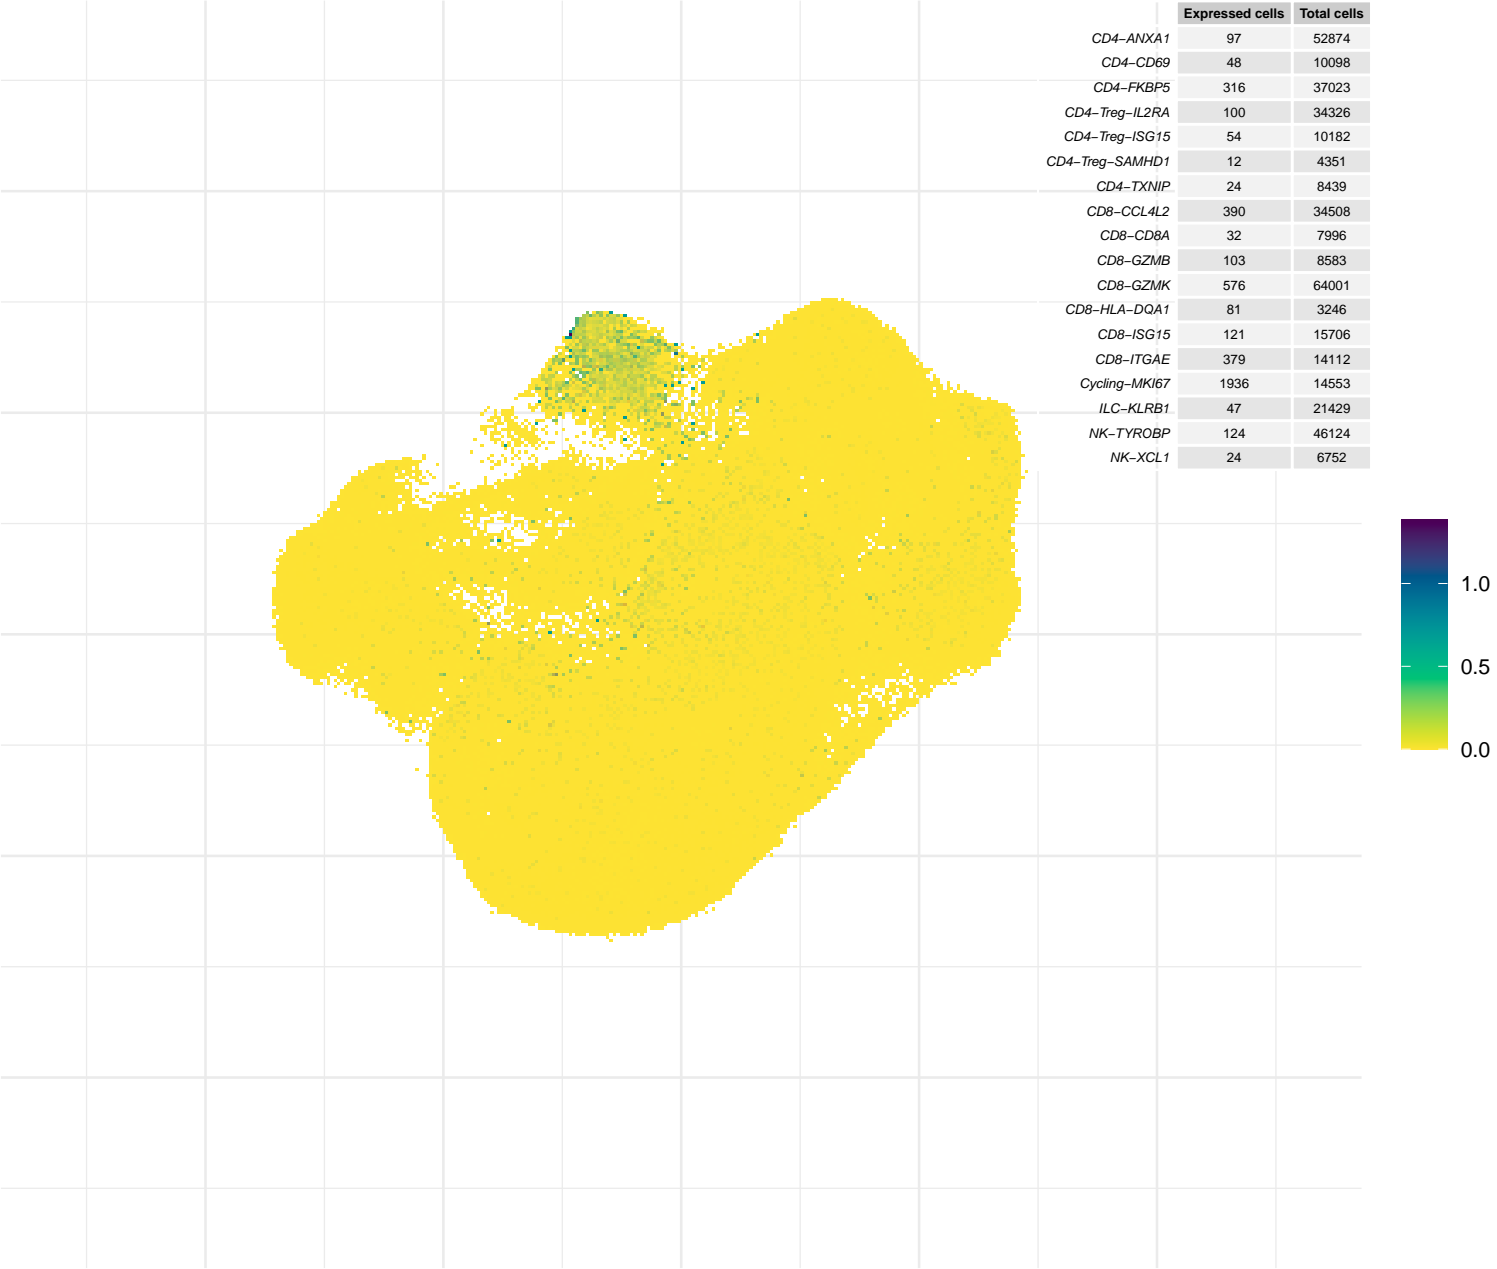 Expressed cells Total cells
CD4−ANXA1 97 52874
CD4−CD69 48 10098
CD4−FKBP5 316 37023
CD4−Treg−IL2RA 100 34326
CD4−Treg−ISG15 54 10182
CD4−Treg−SAMHD1 12 4351
CD4−TXNIP 24 8439
CD8−CCL4L2 390 34508
CD8−CD8A 32 7996
CD8−GZMB 103 8583
CD8−GZMK 576 64001
CD8−HLA−DQA1 81 3246
CD8−ISG15 121 15706
CD8−ITGAE 379 14112
Cycling−MKI67 1936 14553
ILC−KLRB1 47 21429
NK−TYROBP 124 46124
NK−XCL1 24 6752
1.0
0.5
0.0